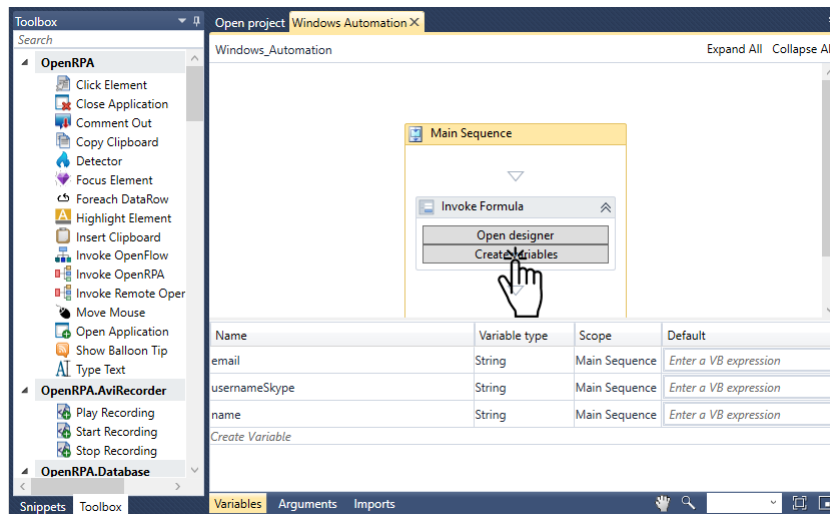 Toolbox
Search
OpenRPA
Click Element
Close Application
Comment Out
Copy Clipboard
Detector
Focus Element
Foreach DataRow
Highlight Element
Insert Clipboard
Invoke OpenFlow
Invoke OpenRPA
Invoke Remote Oper
Move Mouse
Open Application
Show Balloon Tip
Type Text
OpenRPA.AviRecorder
Play Recording
Start Recording
Stop Recording
OpenRPA.Database
Snippets Toolbox
Open project Windows Automation
Windows_Automation Expand All Collapse Al
Main Sequence
Invoke Formula
Open designer
Create Variables
Name Variable type Scope Default
email String Main Sequence Enter a VB expression
usernameSkype String Main Sequence Enter a VB expression
name String Main Sequence Enter a VB expression
Create Variable
Variables Arguments Imports